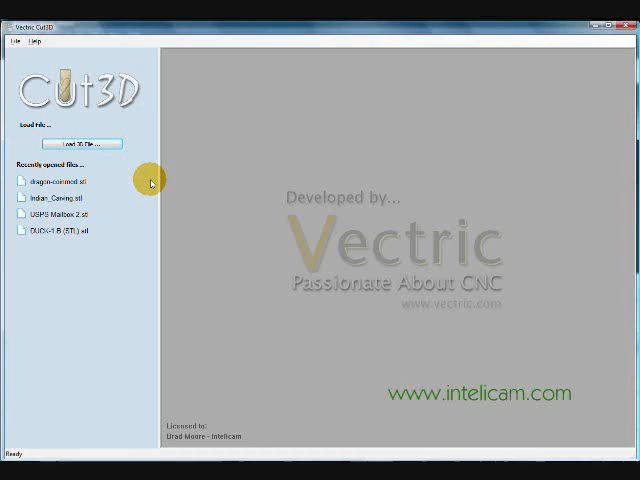 Vectric Cut3D
File Help
Cut3D
Load File ...
Load 3D File ...
Recently opened files ...
dragon-coinmod.stl
Indian_Carving.stl
USPS Mailbox 2.stl
DUCK-1 B (STL).stl
Developed by...
Vectric
Passionate About CNC
www.vectric.com
www.intelicam.com
Licensed to:
Brad Moore - Intelicam
Ready